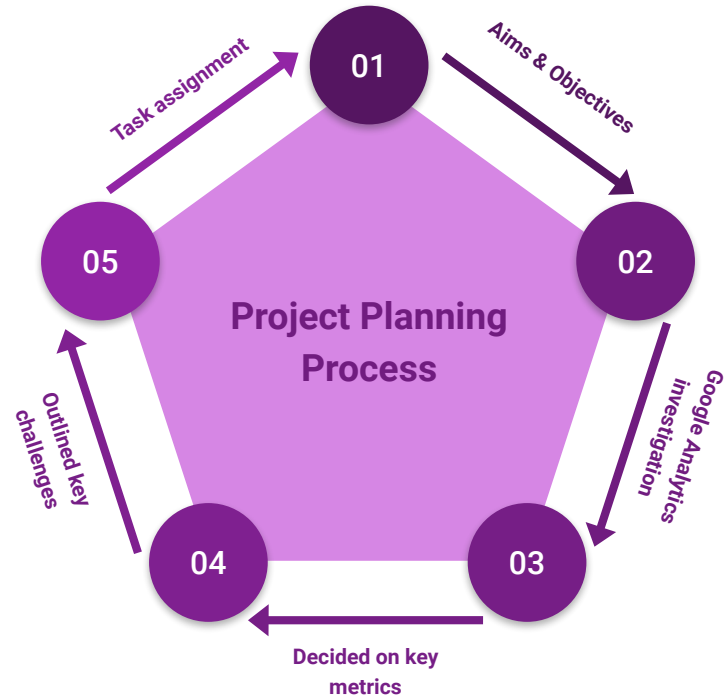 01
Aims & Objectives
02
Google Analytics
investigation
03
Decided on key
metrics
04
Outlined key
challenges
05
Task assignment
Project Planning
Process